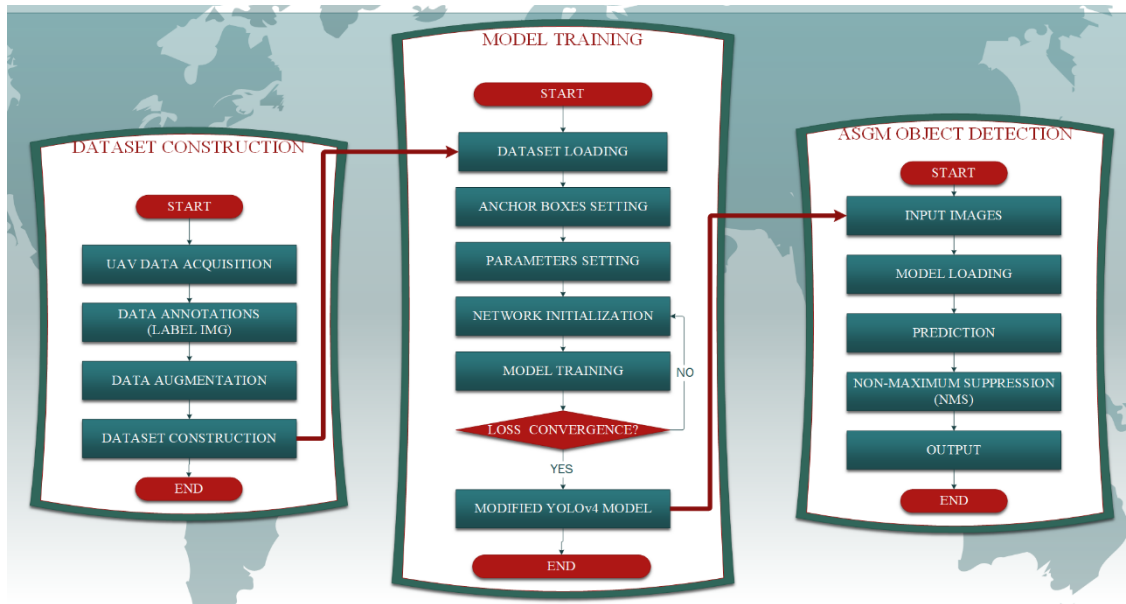 DATASET CONSTRUCTION
START
UAV DATA ACQUISITION
DATA ANNOTATIONS
(LABEL IMG)
DATA AUGMENTATION
DATASET CONSTRUCTION
END
MODEL TRAINING
START
DATASET LOADING
ANCHOR BOXES SETTING
PARAMETERS SETTING
NETWORK INITIALIZATION
MODEL TRAINING
NO
LOSS CONVERGENCE?
YES
MODIFIED YOLOv4 MODEL
END
ASGM OBJECT DETECTION
START
INPUT IMAGES
MODEL LOADING
PREDICTION
NON-MAXIMUM SUPPRESSION
(NMS)
OUTPUT
END